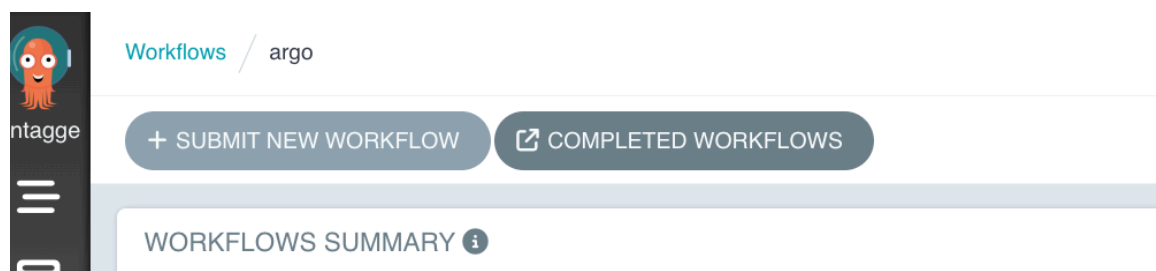 Workflows / argo
ntagge
+ SUBMIT NEW WORKFLOW
COMPLETED WORKFLOWS
WORKFLOWS SUMMARY